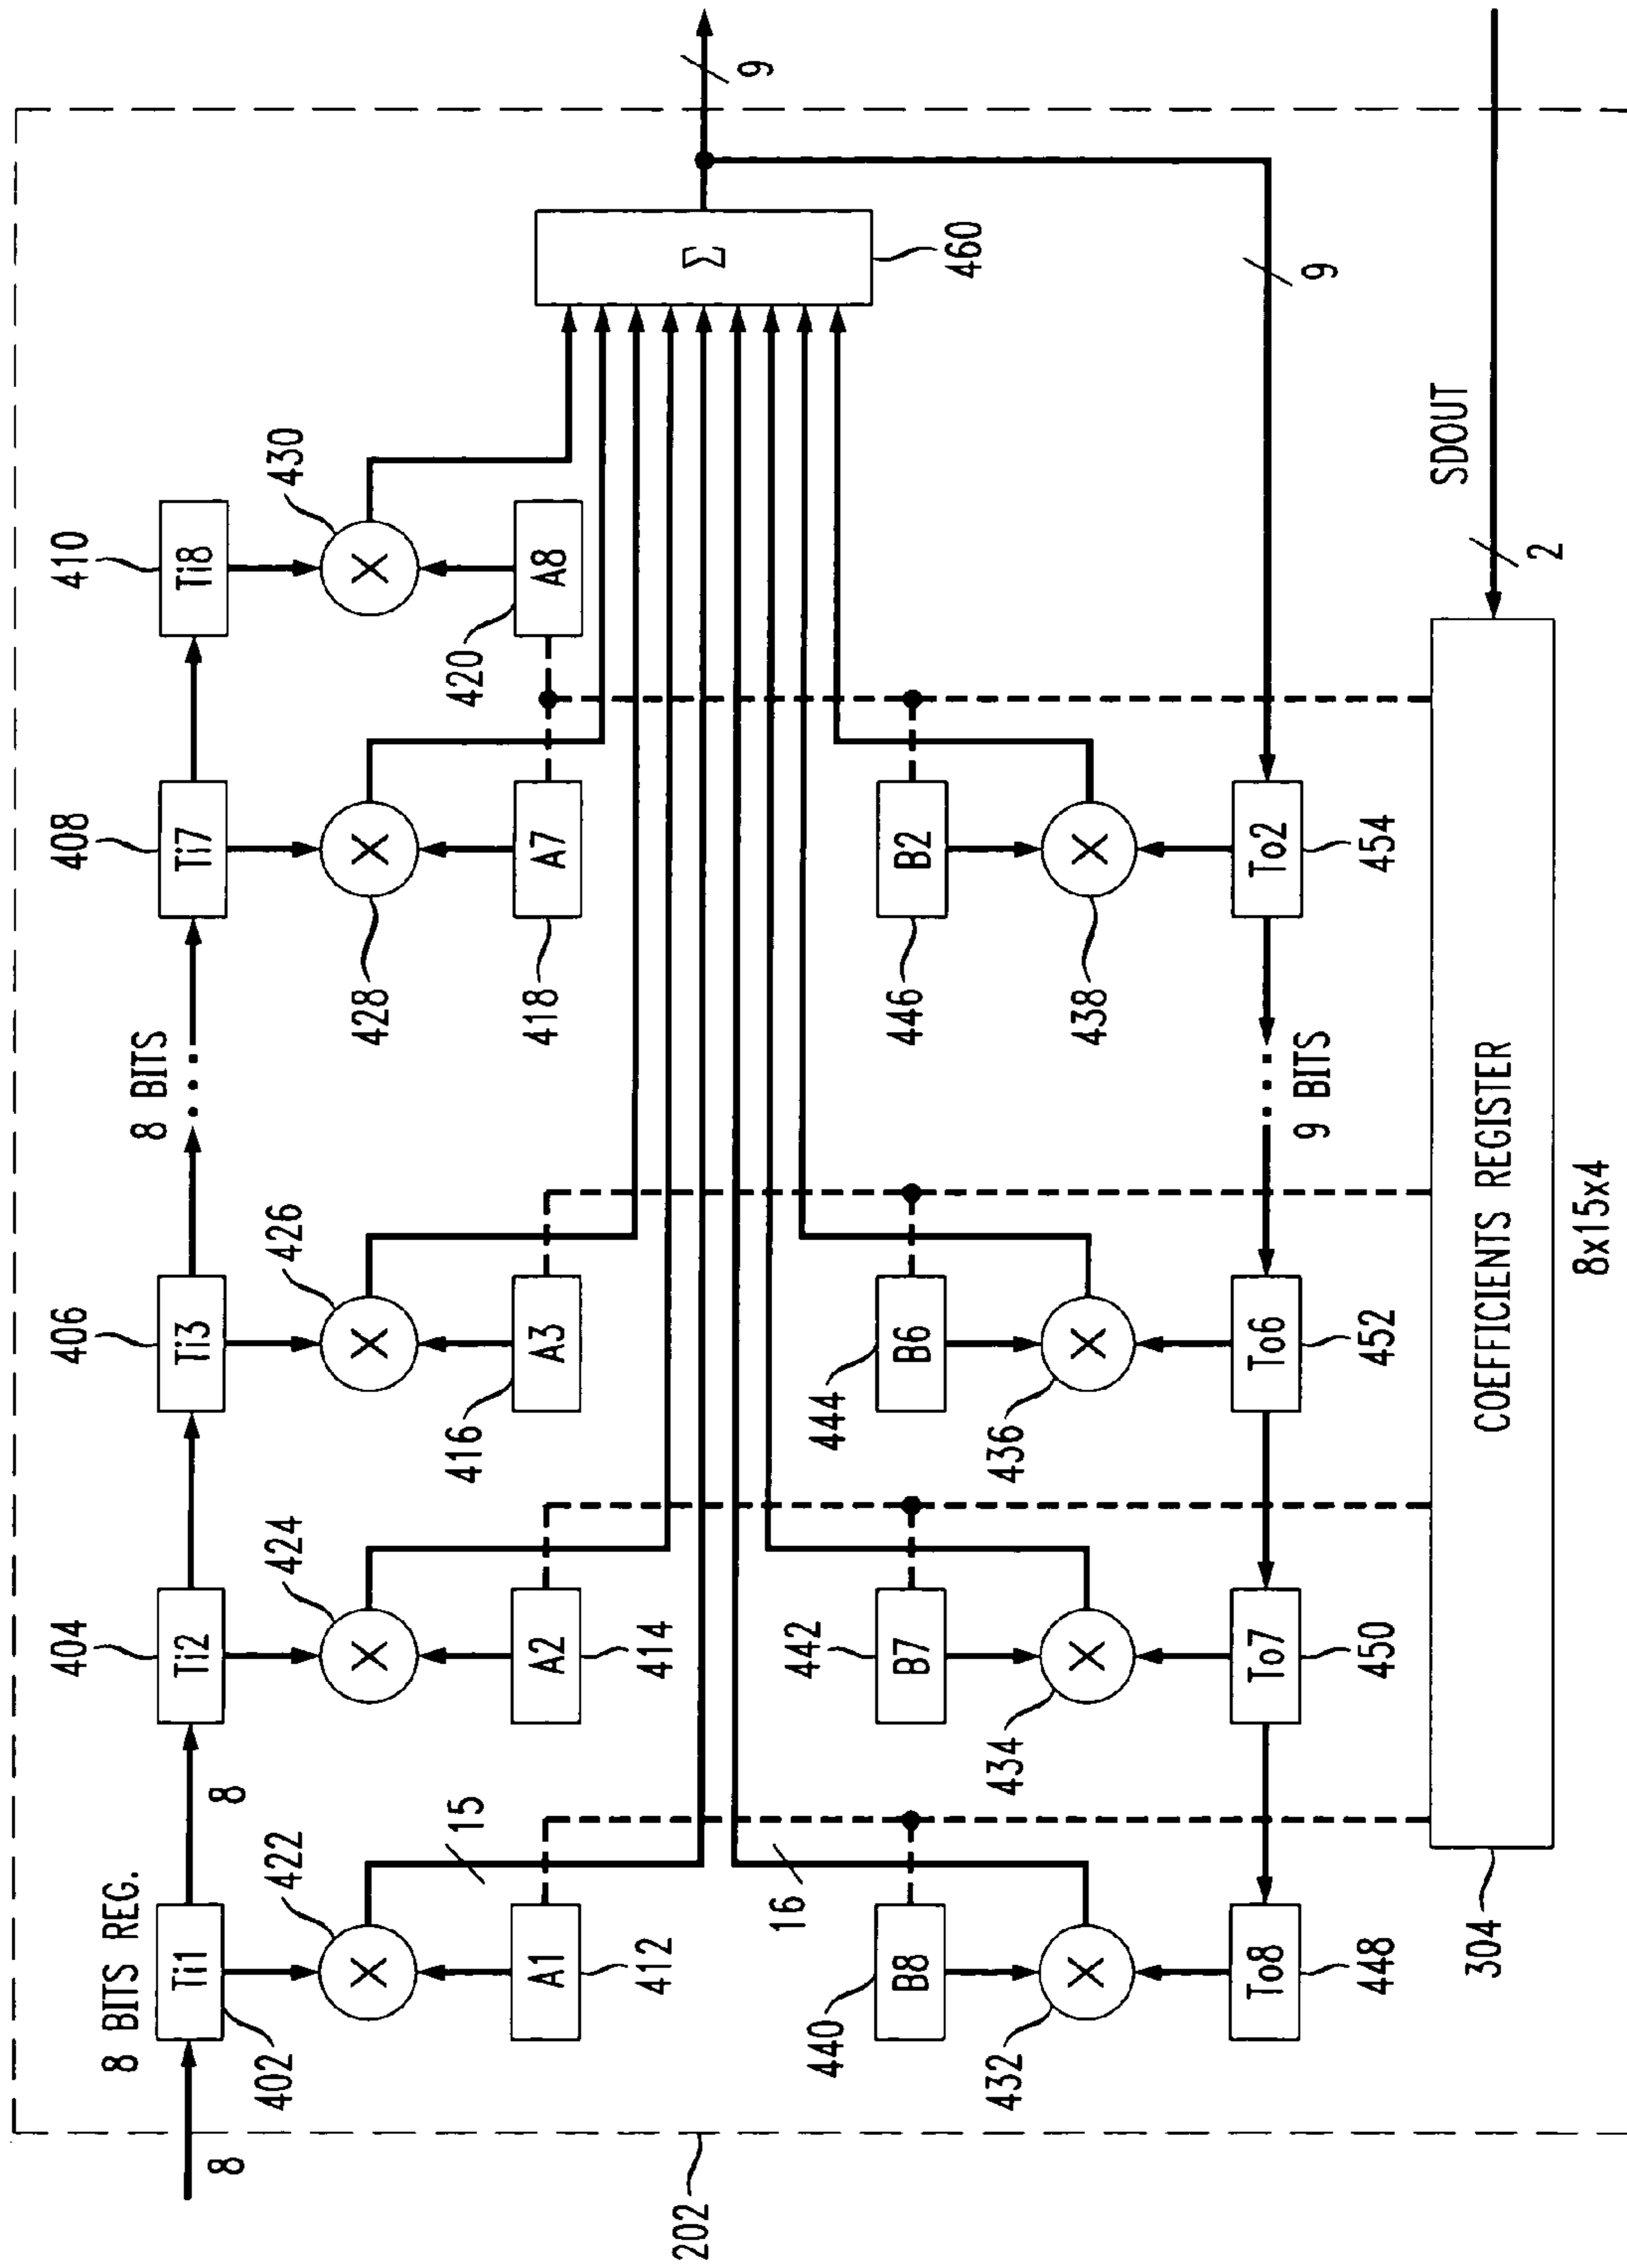 8 BITS REG.
8 BITS
402
404
406
408
410
8
Ti1
8
Ti2
Ti3
Ti7
Ti8
422
424
426
428
430
X
X
X
X
X
15
A1
A2
A3
A7
A8
412
414
416
418
420
Σ
460
9
202
16
440
442
444
446
B8
B7
B6
B2
432
434
436
438
X
X
X
X
To8
To7
To6
To2
448
450
452
454
9 BITS
9
SDOUT
2
304
COEFFICIENTS REGISTER
8x15x4